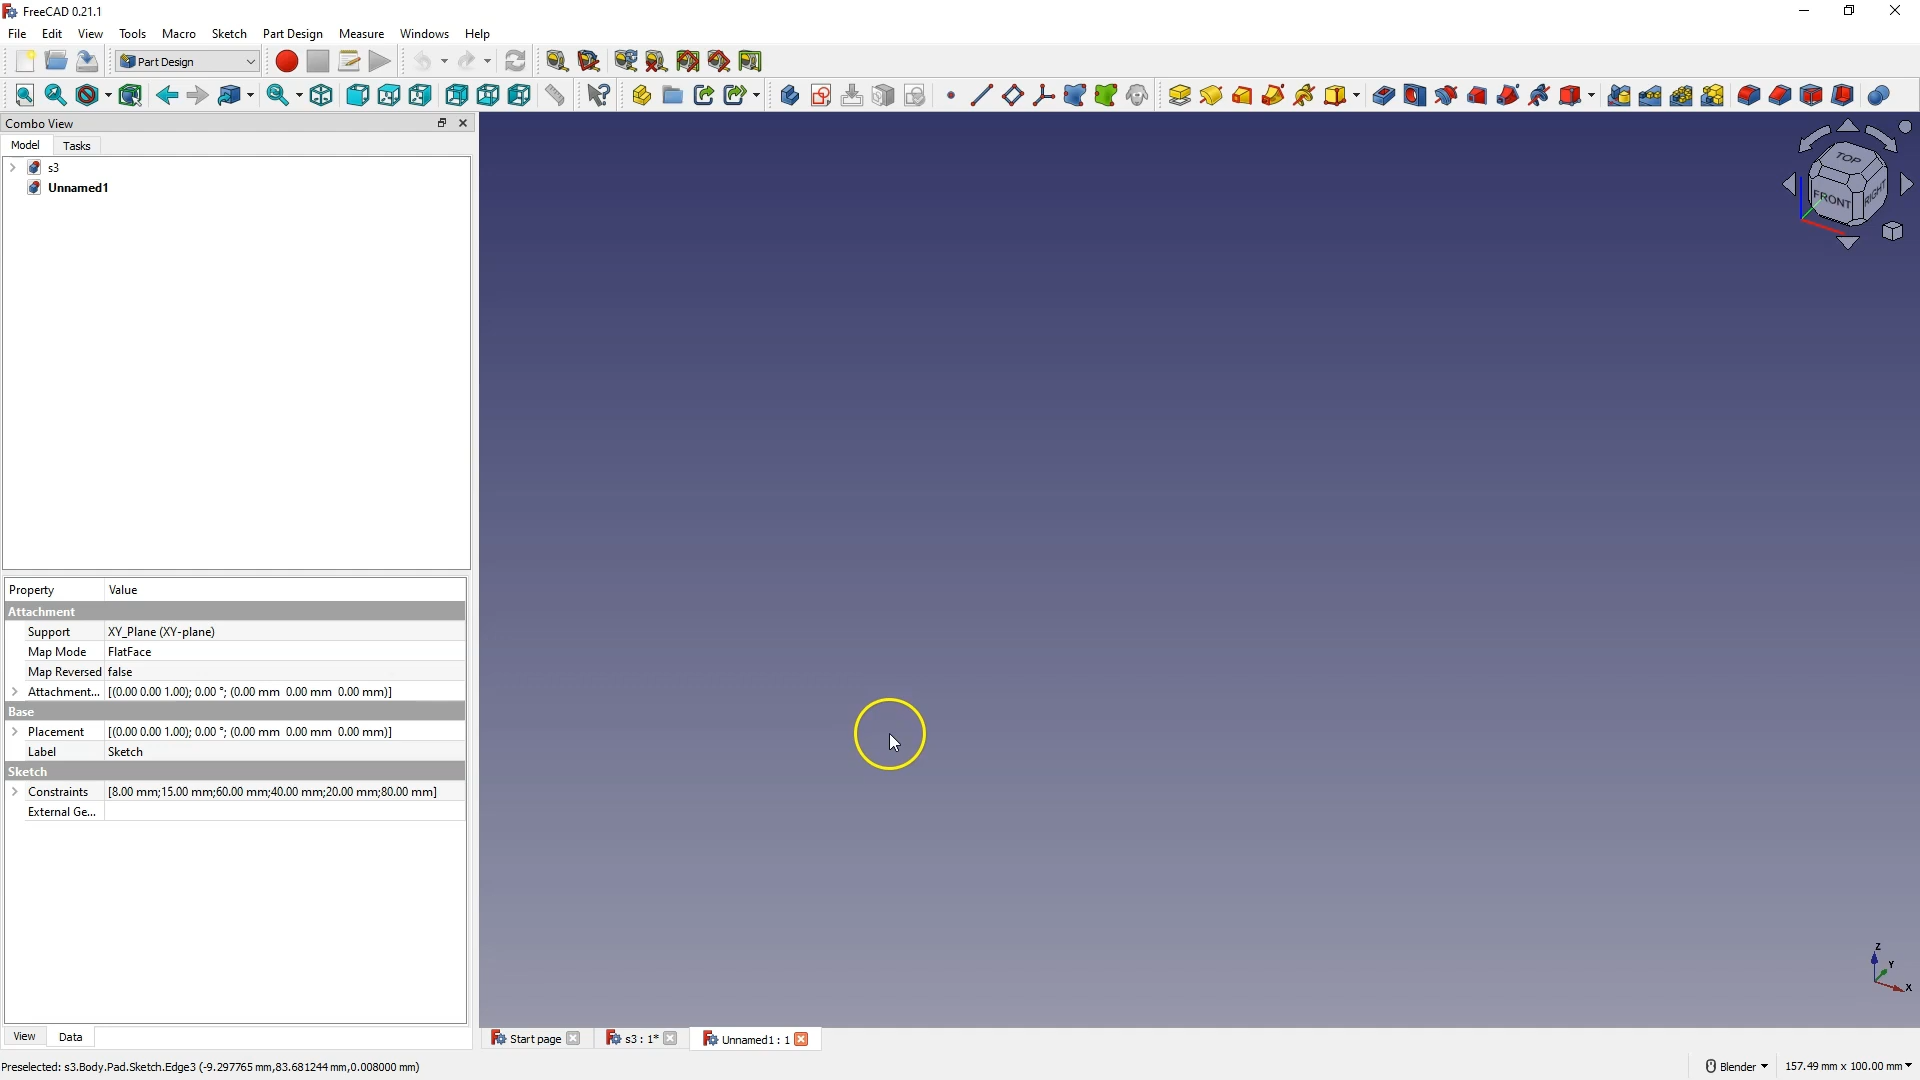 FreeCAD 0.21.1
File Edit View Tools Macro Sketch Part Design Measure Windows Help
Part Design
Combo View
Model Tasks
s3
Unnamed1
TOP
FRONT RIGHT
Property Value
Attachment
Support XY_Plane (XY-plane)
Map Mode FlatFace
Map Reversed false
Attachment... [(0.00 0.00 1.00); 0.00 °; (0.00 mm 0.00 mm 0.00 mm)]
Base
Placement [(0.00 0.00 1.00); 0.00 °; (0.00 mm 0.00 mm 0.00 mm)]
Label Sketch
Sketch
Constraints [8.00 mm;15.00 mm;60.00 mm;40.00 mm;20.00 mm;80.00 mm]
External Ge...
Z
Y
X
View Data
Start page s3 : 1* Unnamed1 : 1
Preselected: s3.Body.Pad.Sketch.Edge3 (-9.297765 mm,83.681244 mm,0.008000 mm)
Blender 157.49 mm x 100.00 mm